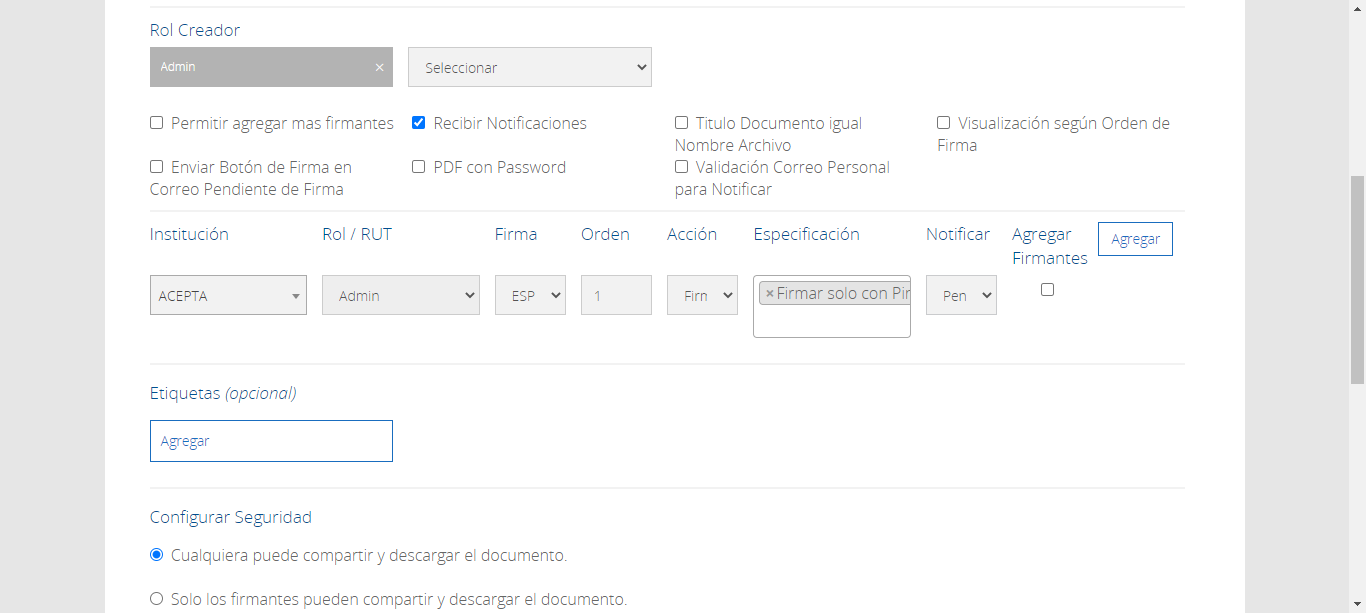 Rol Creador
Admin × Seleccionar
Permitir agregar mas firmantes Recibir Notificaciones Titulo Documento igual Visualización según Orden de
Nombre Archivo Firma
Enviar Botón de Firma en PDF con Password Validación Correo Personal
Correo Pendiente de Firma para Notificar
Institución Rol / RUT Firma Orden Acción Especificación Notificar Agregar Agregar
Firmantes
ACEPTA Admin ESP 1 Firn × Firmar solo con Pin Pen
Etiquetas (opcional)
Agregar
Configurar Seguridad
Cualquiera puede compartir y descargar el documento.
Solo los firmantes pueden compartir y descargar el documento.